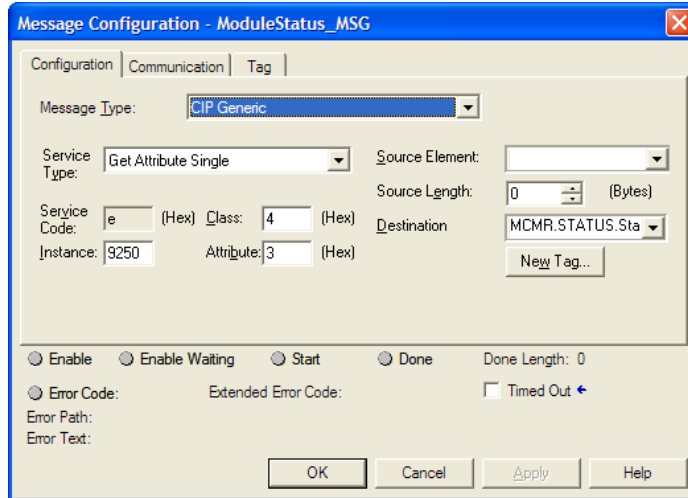 Message Configuration - ModuleStatus_MSG
Configuration Communication Tag
Message Type: CIP Generic
Service Type: Get Attribute Single
Source Element:
Source Length: 0 (Bytes)
Service Code: e (Hex) Class: 4 (Hex)
Destination MCMR.STATUS.Sta
Instance: 9250 Attribute: 3 (Hex)
New Tag...
Enable Enable Waiting Start Done Done Length: 0
Error Code: Extended Error Code: Timed Out
Error Path:
Error Text:
OK Cancel Apply Help